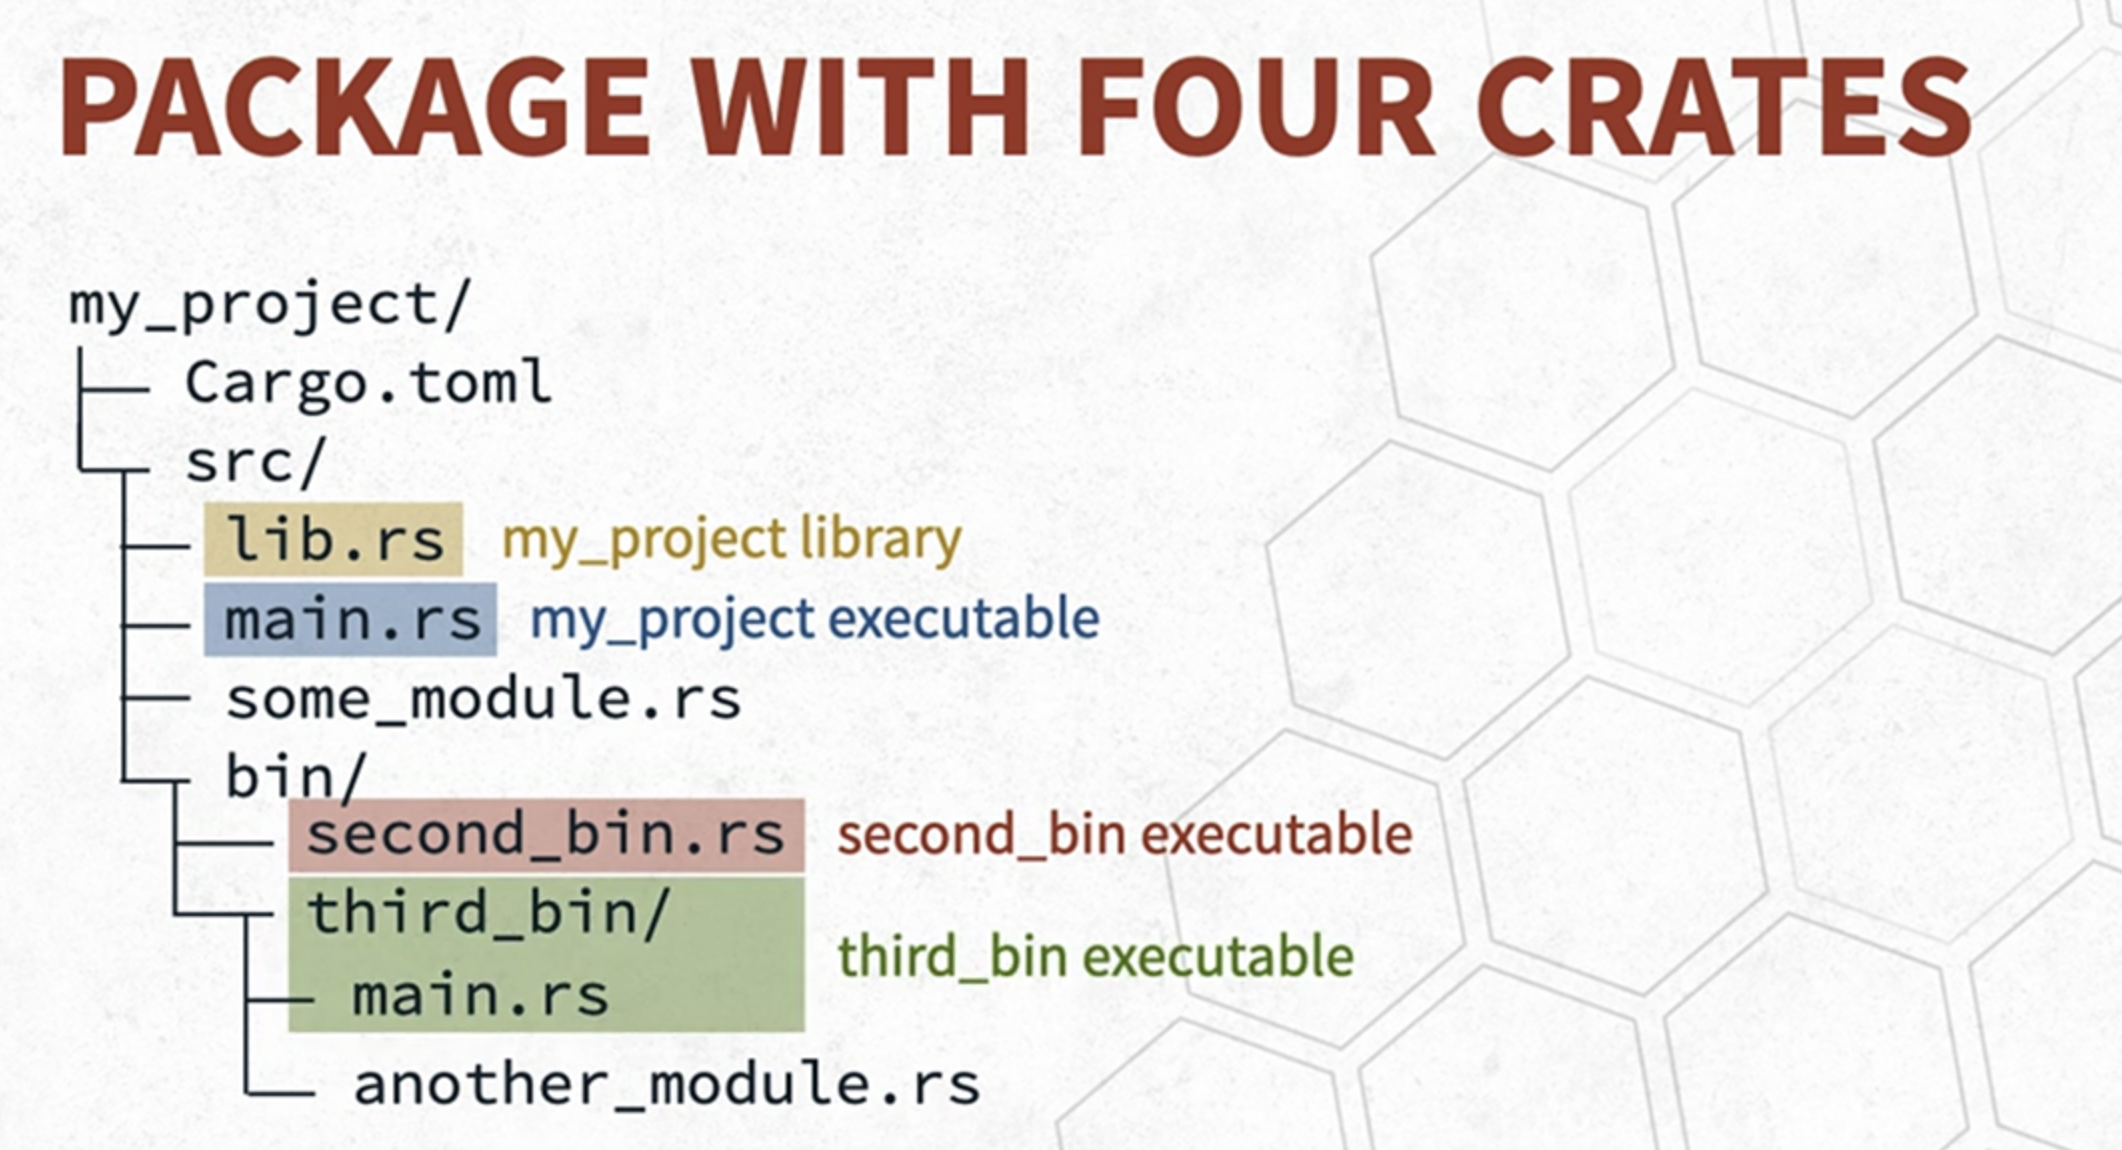 PACKAGE WITH FOUR CRATES
my_project/
Cargo.toml
src/
lib.rs my_project library
main.rs my_project executable
some_module.rs
bin/
second_bin.rs second_bin executable
third_bin/
third_bin executable
main.rs
another_module.rs